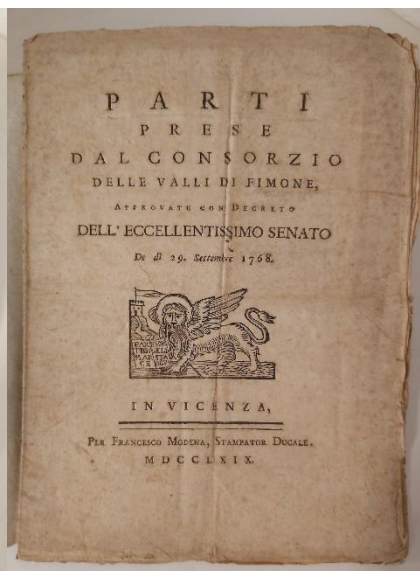 PARTI
PRESE
DAL CONSORZIO
DELLE VALLI DI FIMONE,
APPROVATE CON DECRETO
DELL' ECCELLENTISSIMO SENATO
De dì 29. Settembre 1768.
IN VICENZA,
PER FRANCESCO MODENA, STAMPATOR DUCALE.
MDCCLXIX.